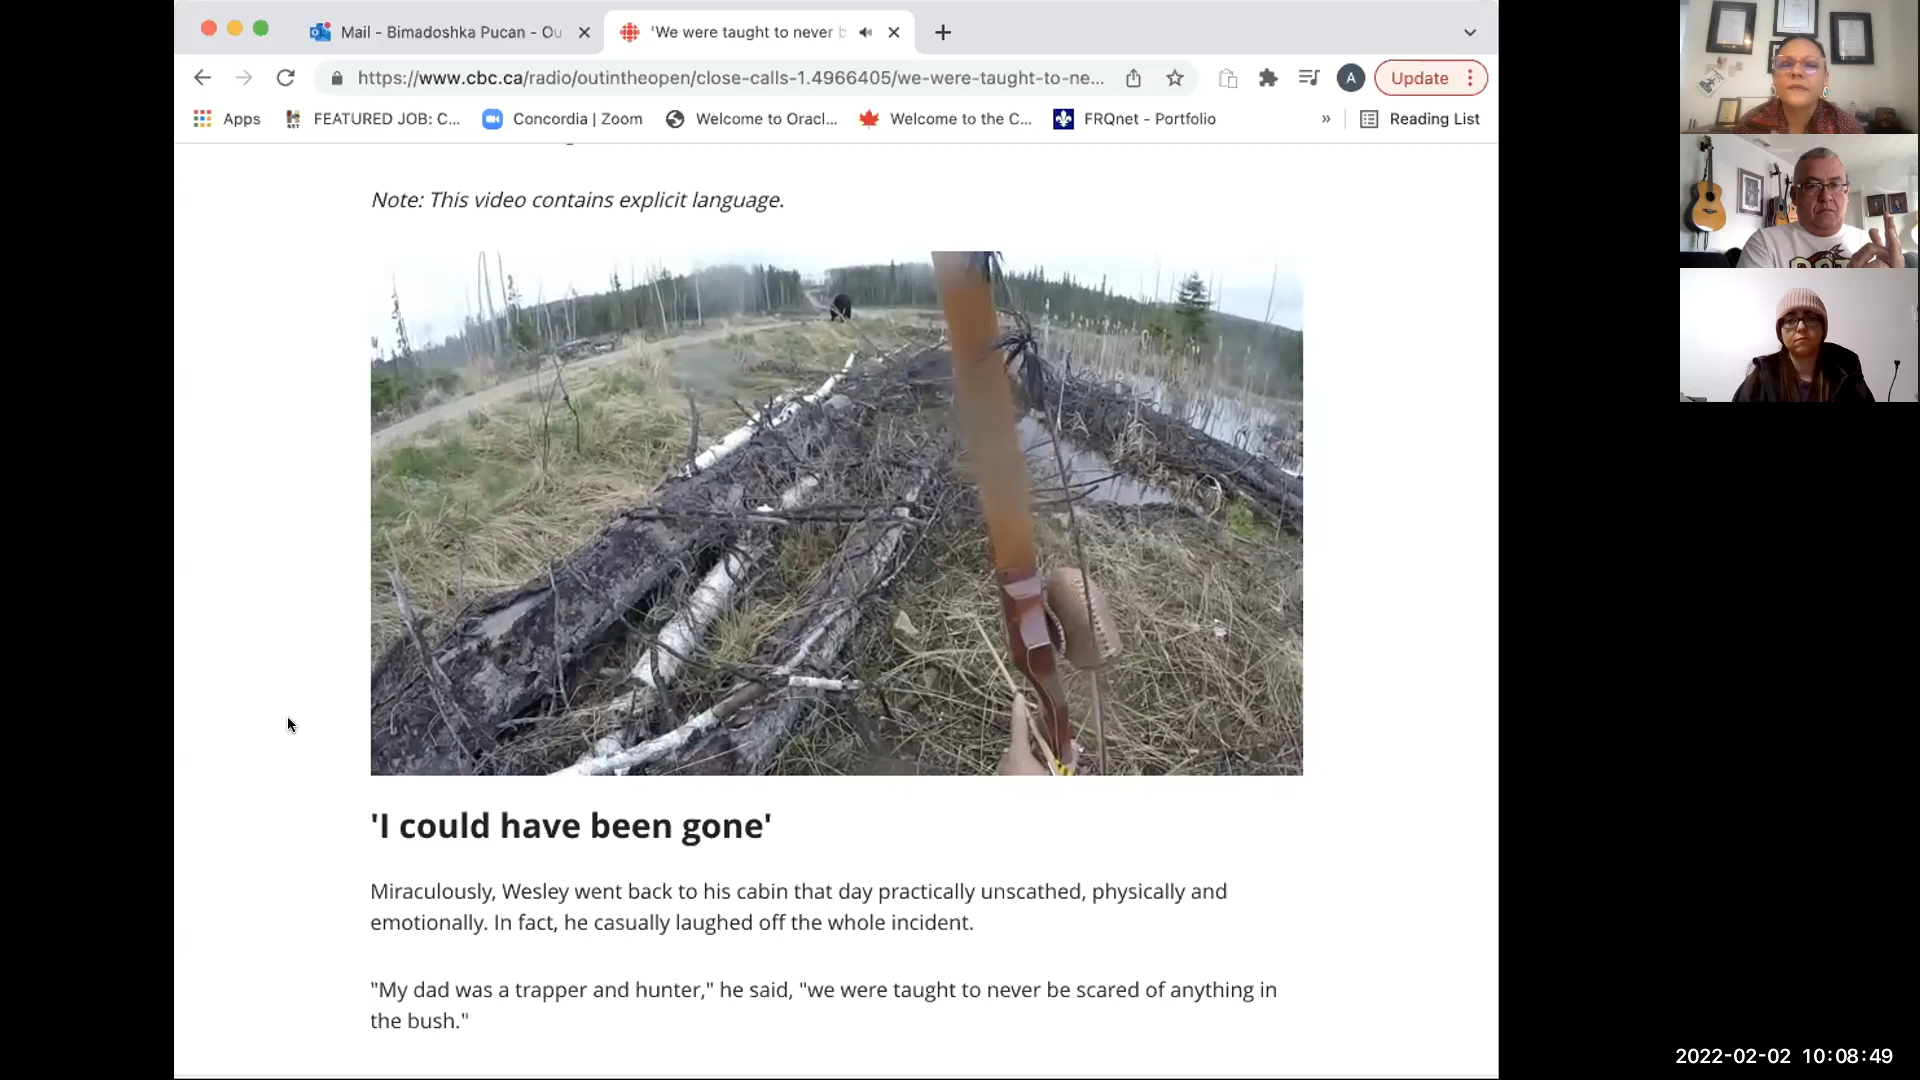 Mail - Bimadoshka Pucan - Ou
'We were taught to never b
https://www.cbc.ca/radio/outintheopen/close-calls-1.4966405/we-were-taught-to-ne...
A
Update
Apps
FEATURED JOB: C...
Concordia | Zoom
Welcome to Oracl...
Welcome to the C...
FRQnet - Portfolio
»
Reading List
Note: This video contains explicit language.
'I could have been gone'
Miraculously, Wesley went back to his cabin that day practically unscathed, physically and
emotionally. In fact, he casually laughed off the whole incident.
"My dad was a trapper and hunter," he said, "we were taught to never be scared of anything in
the bush."
2022-02-02 10:08:49